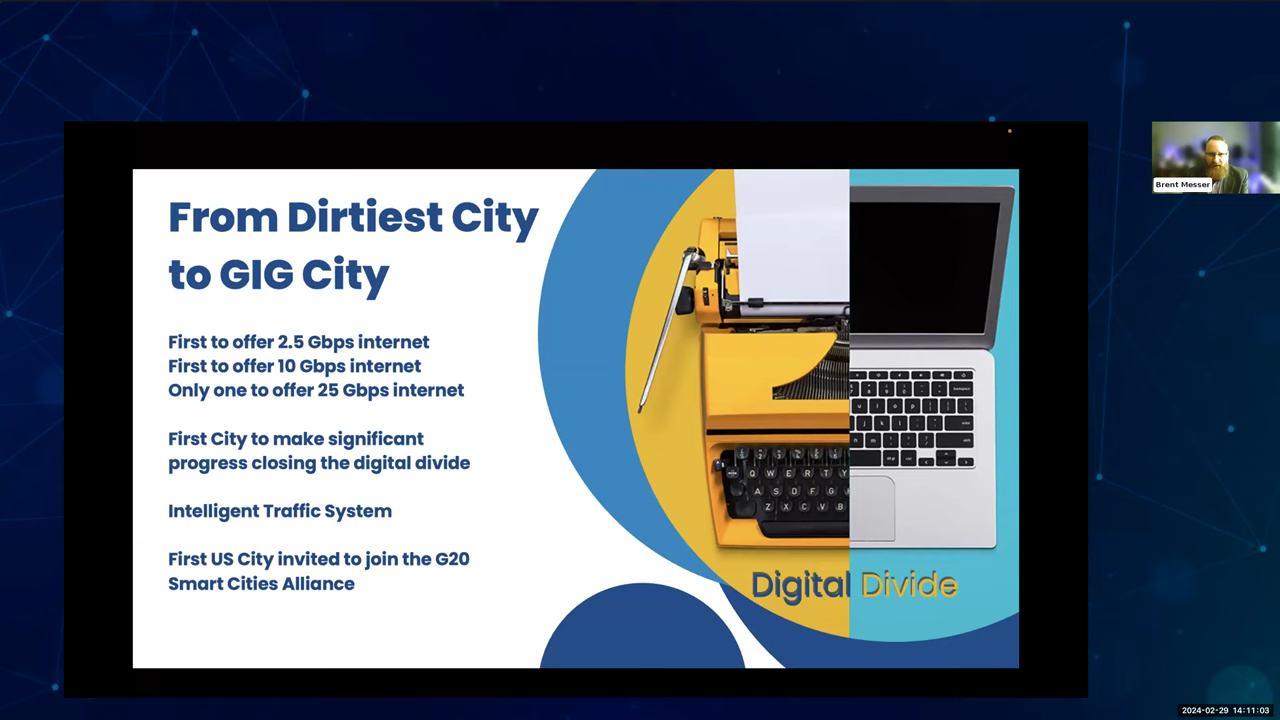 From Dirtiest City
to GIG City
First to offer 2.5 Gbps internet
First to offer 10 Gbps internet
Only one to offer 25 Gbps internet
First City to make significant
progress closing the digital divide
Intelligent Traffic System
First US City invited to join the G20
Smart Cities Alliance
Digital Divide
Brent Messer
2024-02-29 14:11:03